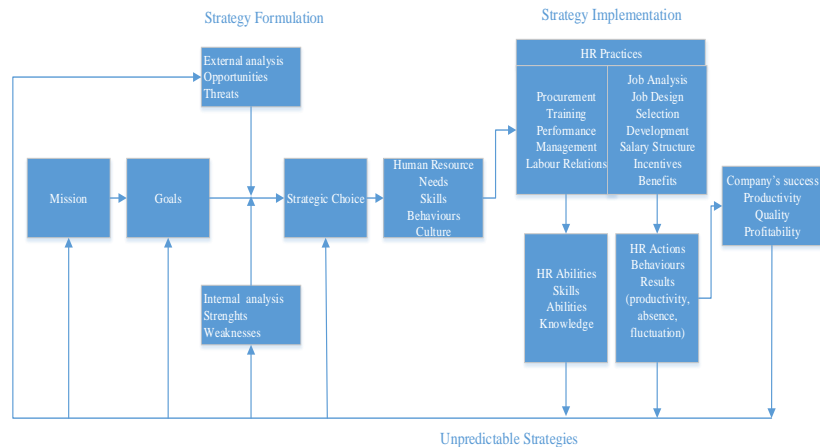 Strategy Formulation
Strategy Implementation
External analysis
Opportunities
Threats
HR Practices
Procurement
Training
Performance
Management
Labour Relations
Job Analysis
Job Design
Selection
Development
Salary Structure
Incentives
Benefits
Mission
Goals
Strategic Choice
Human Resource
Needs
Skills
Behaviours
Culture
Company's success
Productivity
Quality
Profitability
Internal analysis
Strenghts
Weaknesses
HR Abilities
Skills
Abilities
Knowledge
HR Actions
Behaviours
Results
(productivity,
absence,
fluctuation)
Unpredictable Strategies